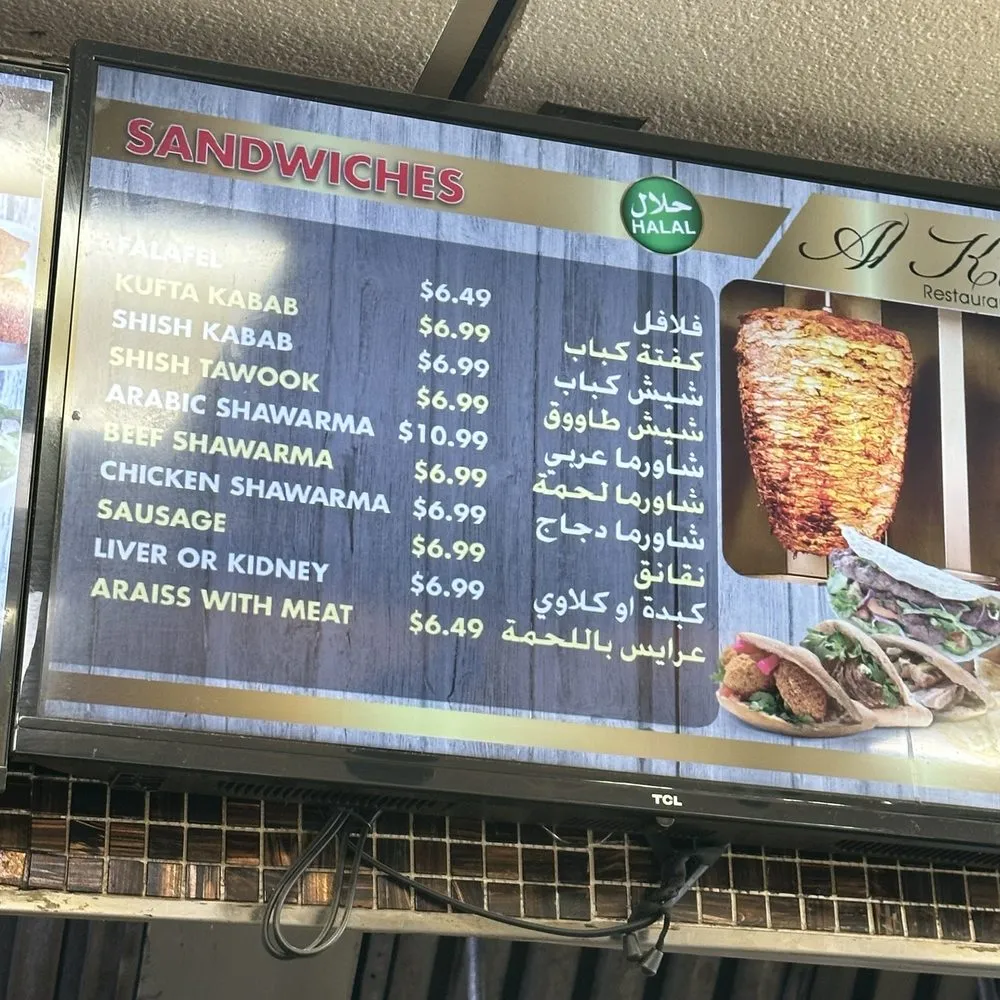 SANDWICHES
حلال
HALAL
Al K
Restaura
FALAFEL $6.49 فلافل
KUFTA KABAB $6.99 كفتة كباب
SHISH KABAB $6.99 شيش كباب
SHISH TAWOOK $6.99 شيش طاووق
ARABIC SHAWARMA $10.99 شاورما عربي
BEEF SHAWARMA $6.99 شاورما لحمة
CHICKEN SHAWARMA $6.99 شاورما دجاج
SAUSAGE $6.99 نقانق
LIVER OR KIDNEY $6.99 كبدة او كلاوي
ARAISS WITH MEAT $6.49 عرايس باللحمة
TCL